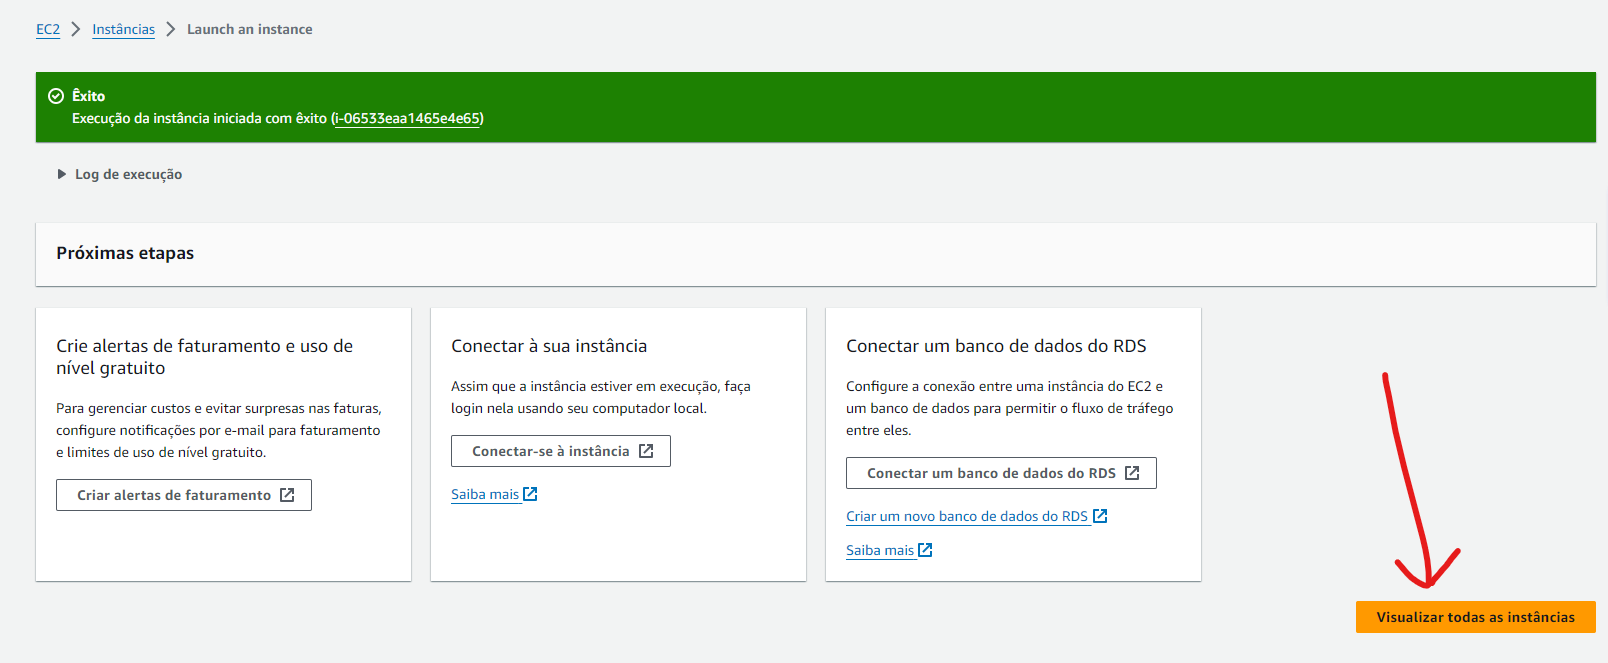 EC2 > Instâncias > Launch an instance
Êxito
Execução da instância iniciada com êxito (i-06533eaa1465e4e65)
Log de execução
Próximas etapas
Crie alertas de faturamento e uso de
nível gratuito
Para gerenciar custos e evitar surpresas nas faturas,
configure notificações por e-mail para faturamento
e limites de uso de nível gratuito.
Criar alertas de faturamento
Conectar à sua instância
Assim que a instância estiver em execução, faça
login nela usando seu computador local.
Conectar-se à instância
Saiba mais
Conectar um banco de dados do RDS
Configure a conexão entre uma instância do EC2 e
um banco de dados para permitir o fluxo de tráfego
entre eles.
Conectar um banco de dados do RDS
Criar um novo banco de dados do RDS
Saiba mais
Visualizar todas as instâncias